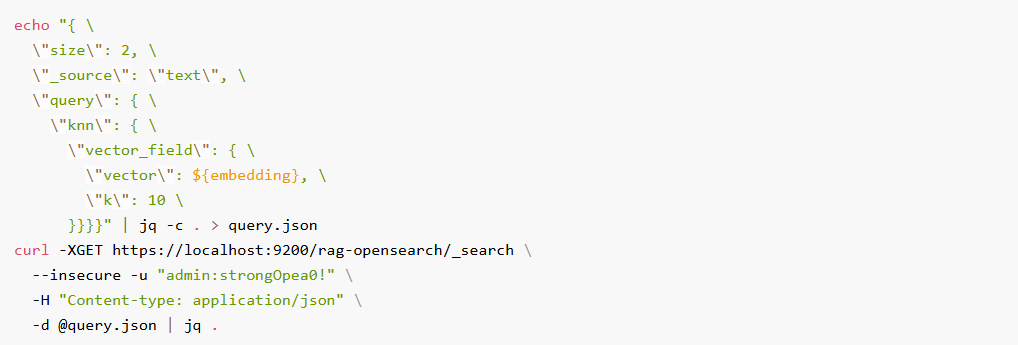 echo "{ \
  \"size\": 2, \
  \"_source\": \"text\", \
  \"query\": { \
    \"knn\": { \
      \"vector_field\": { \
        \"vector\": ${embedding}, \
        \"k\": 10 \
      }}}}" | jq -c . > query.json
curl -XGET https://localhost:9200/rag-opensearch/_search \
  --insecure -u "admin:strongOpea0!" \
  -H "Content-type: application/json" \
  -d @query.json | jq .